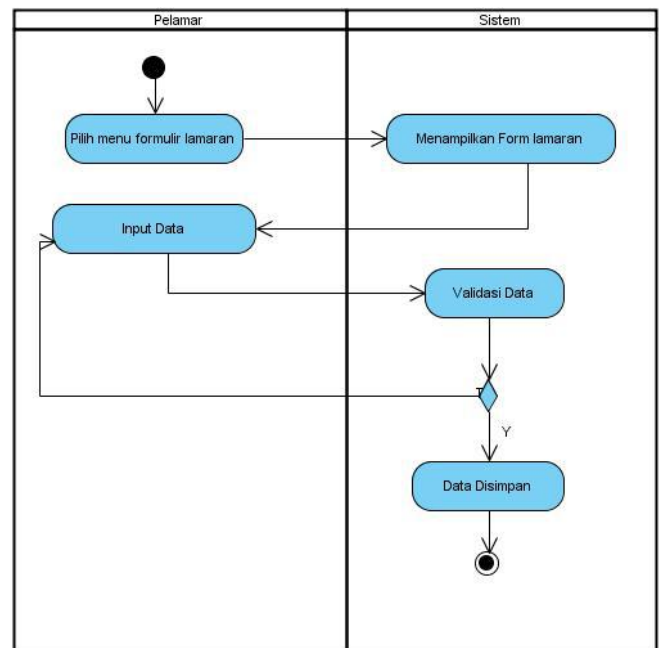 Pelamar
Sistem
Pilih menu formulir lamaran
Menampilkan Form lamaran
Input Data
Validasi Data
T
Y
Data Disimpan